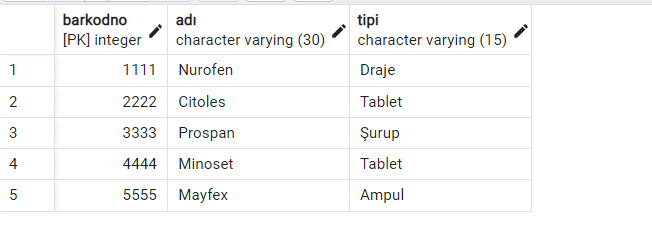 barkodno adı tipi
[PK] integer character varying (30) character varying (15)
1 1111 Nurofen Draje
2 2222 Citoles Tablet
3 3333 Prospan Şurup
4 4444 Minoset Tablet
5 5555 Mayfex Ampul